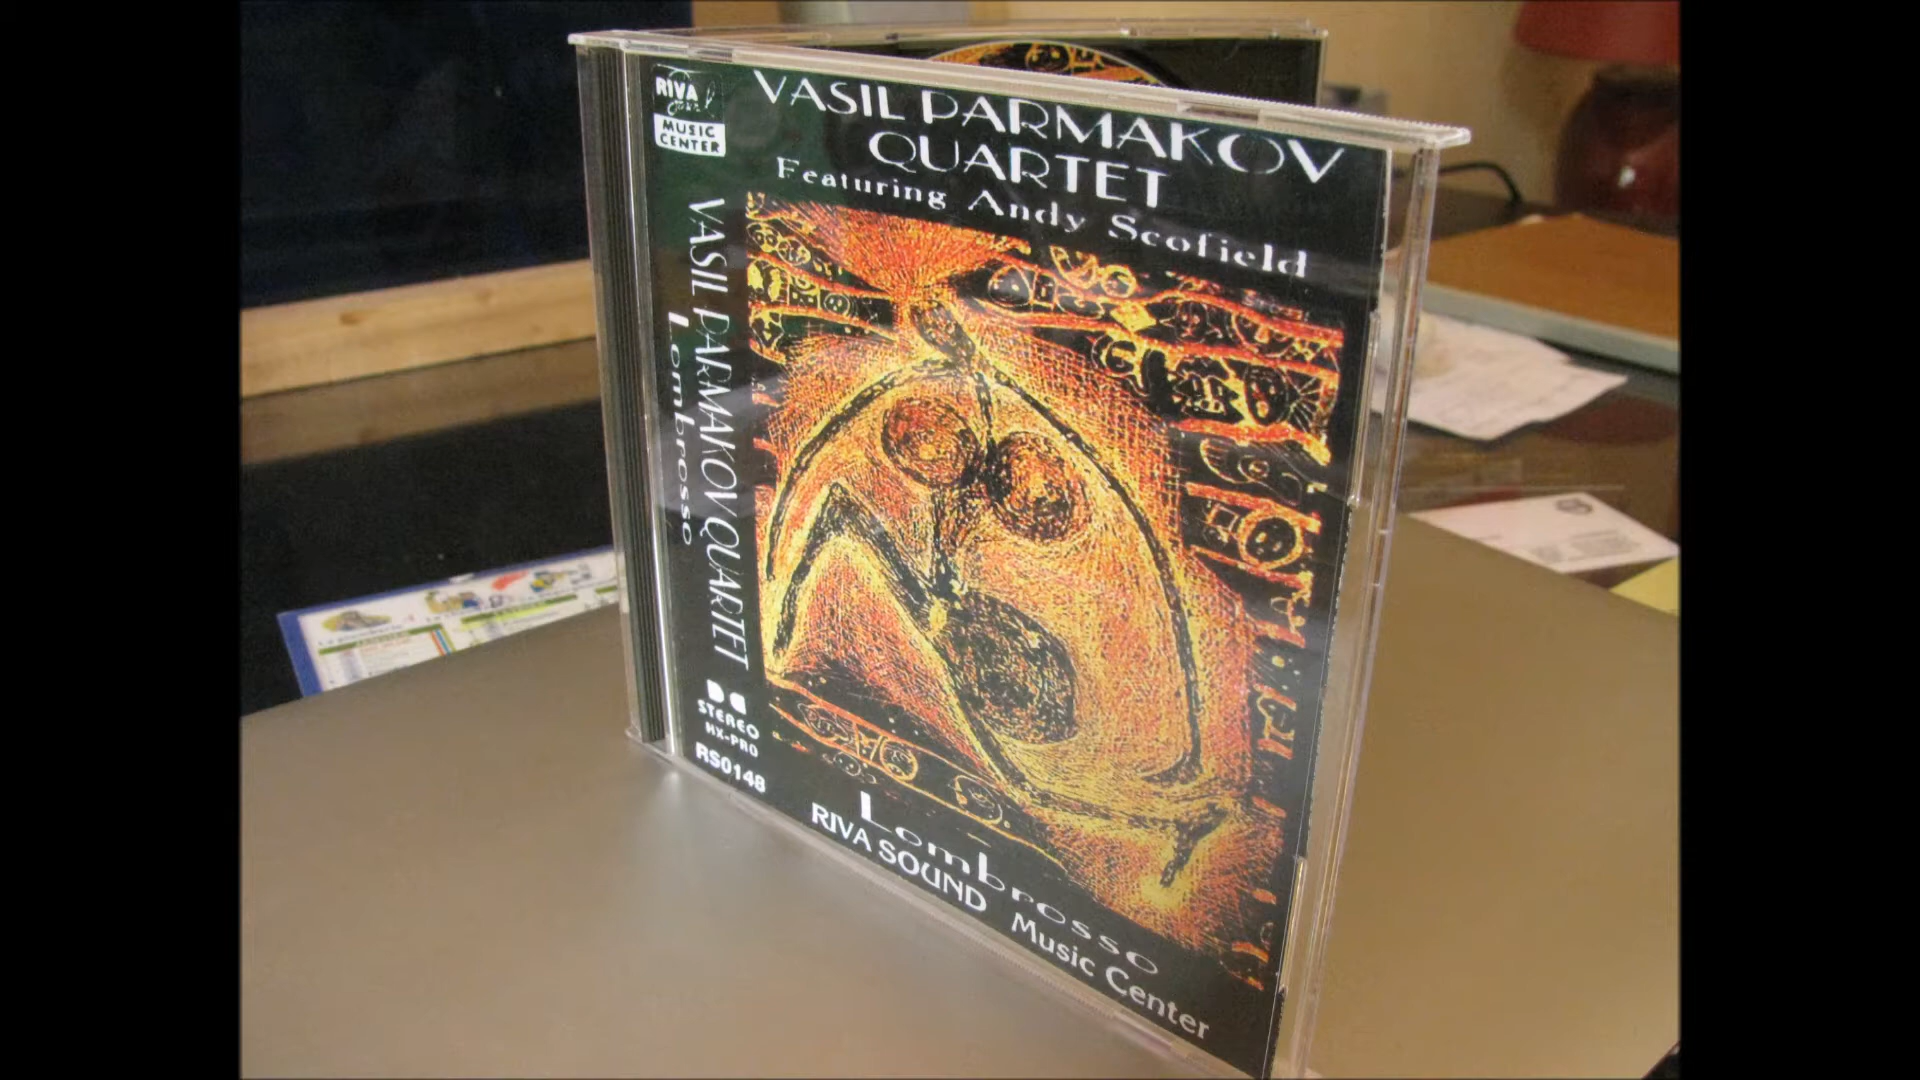 RIVA
MUSIC
CENTER
VASIL PARMAKOV
QUARTET
Featuring Andy Scofield
VASIL PARMAKOV QUARTET
Lombrosso
STEREO
HX-PRO
RS0148
Lombrosso
RIVA SOUND Music Center